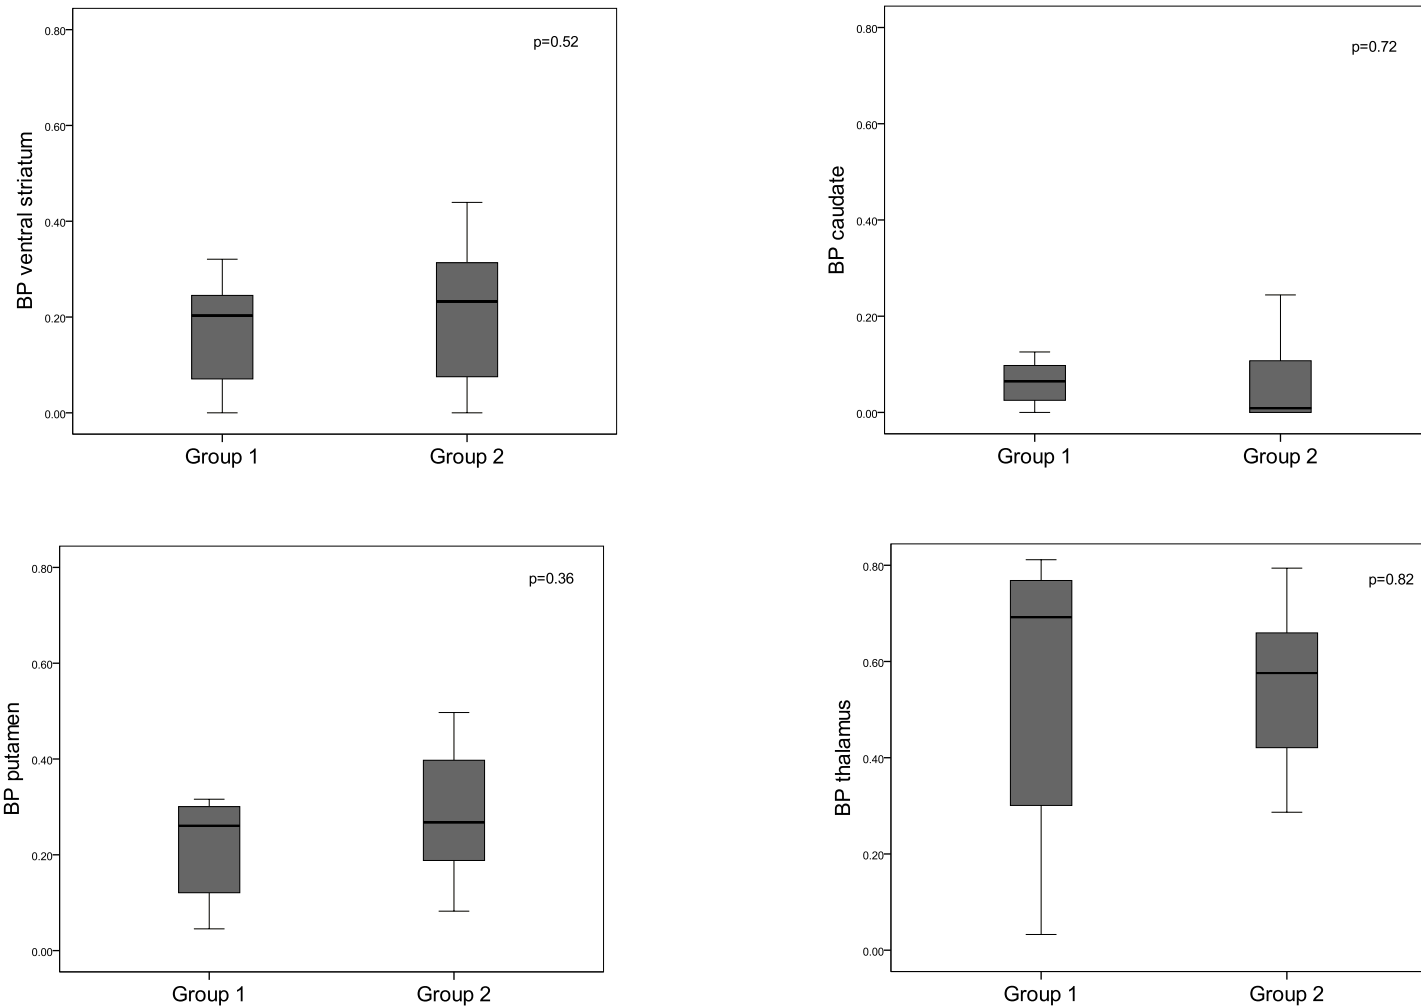 0.80
p=0.52
0.60
0.40
0.20
0.00
BP ventral striatum
Group 1
Group 2
0.80
p=0.72
0.60
0.40
0.20
0.00
BP caudate
Group 1
Group 2
0.80
p=0.36
0.60
0.40
0.20
0.00
BP putamen
Group 1
Group 2
0.80
p=0.82
0.60
0.40
0.20
0.00
BP thalamus
Group 1
Group 2